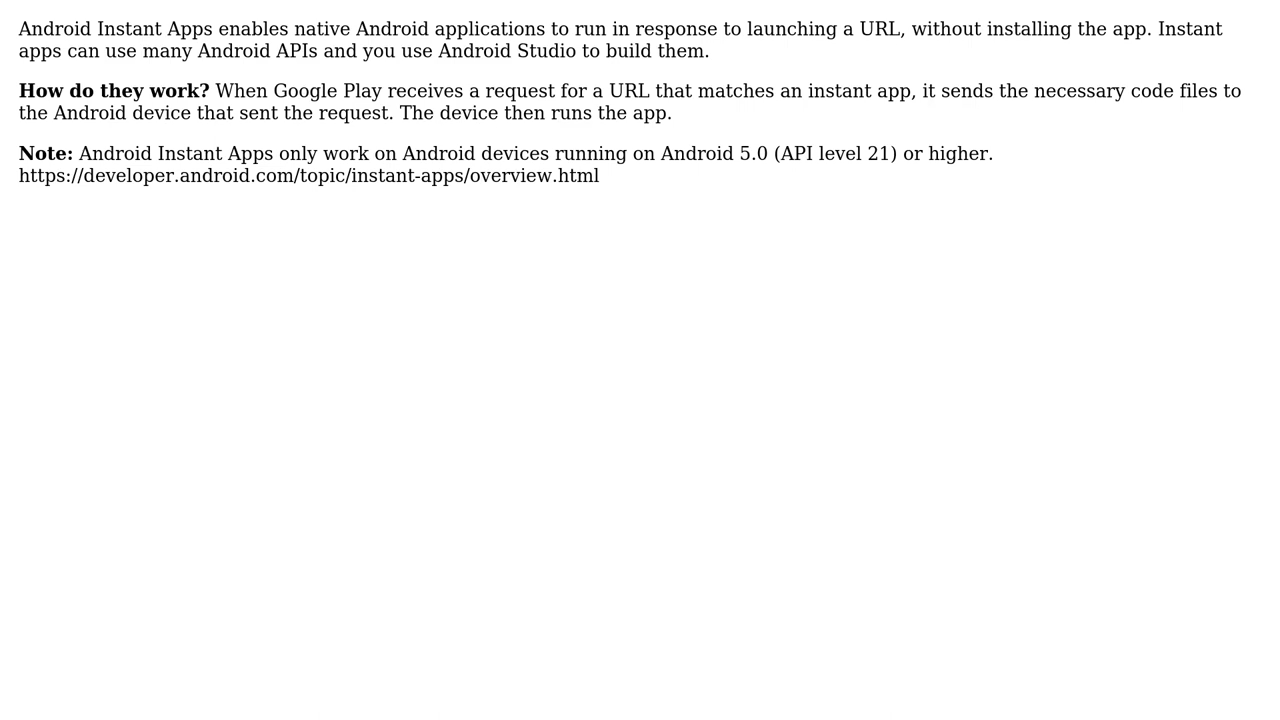 Android Instant Apps enables native Android applications to run in response to launching a URL, without installing the app. Instant
apps can use many Android APIs and you use Android Studio to build them.
How do they work? When Google Play receives a request for a URL that matches an instant app, it sends the necessary code files to
the Android device that sent the request. The device then runs the app.
Note: Android Instant Apps only work on Android devices running on Android 5.0 (API level 21) or higher.
https://developer.android.com/topic/instant-apps/overview.html